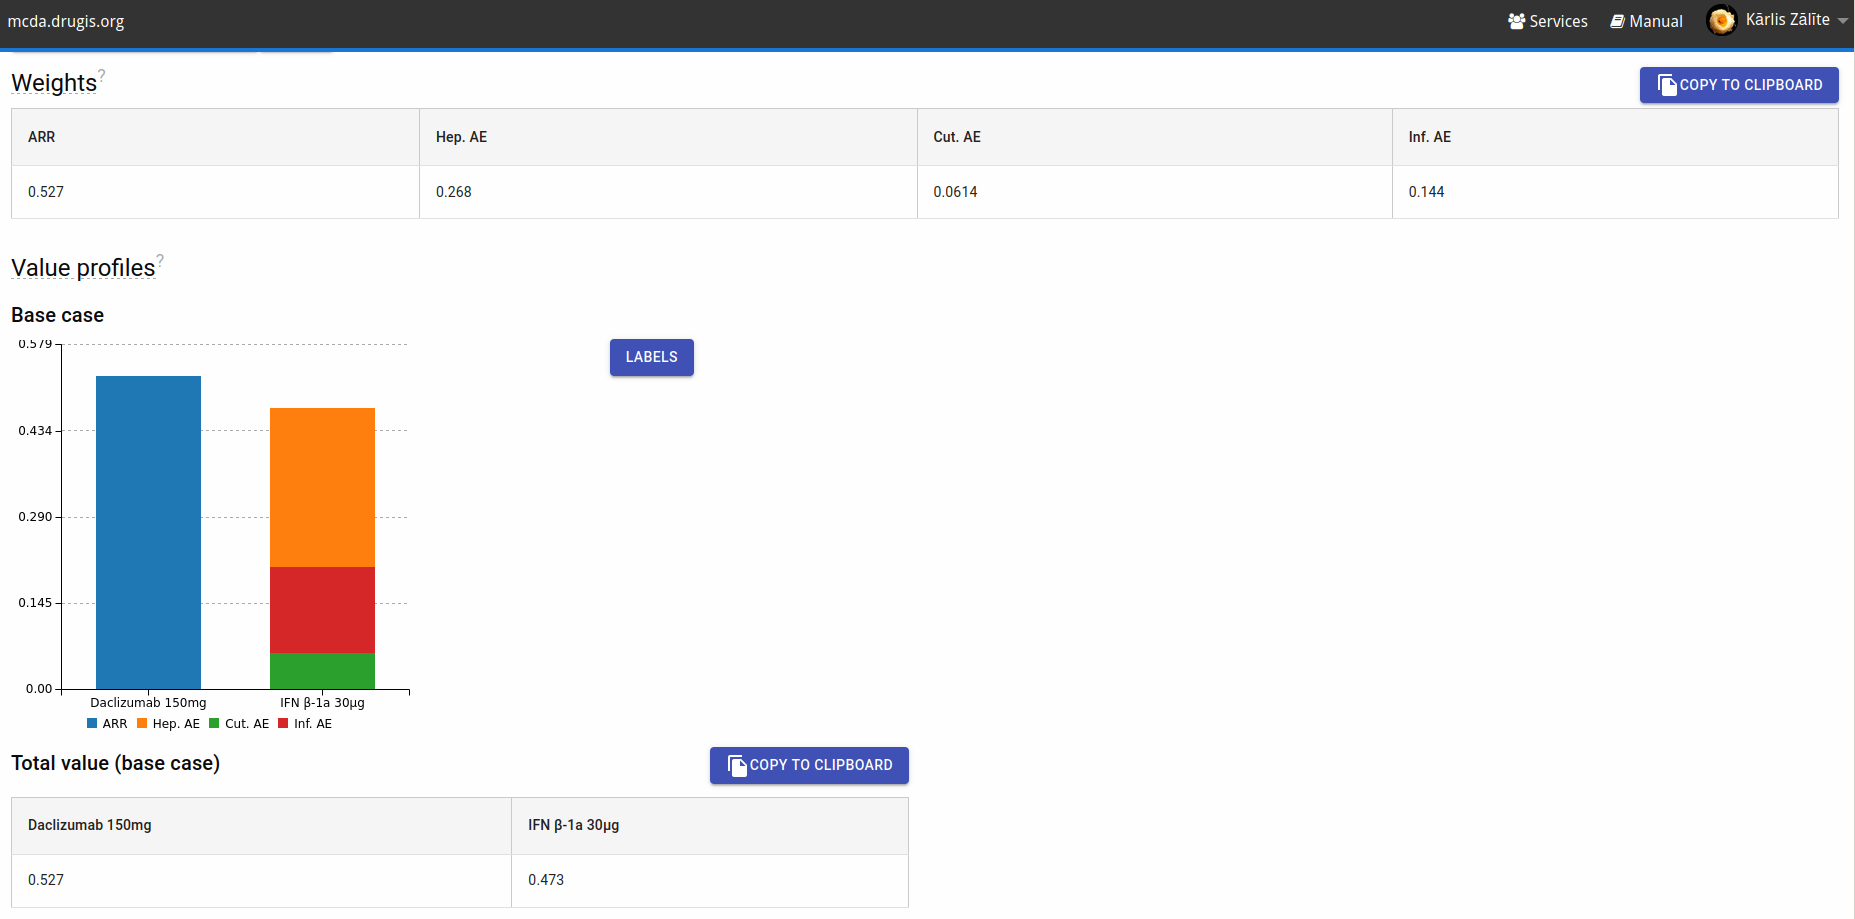 mcda.drugis.org Services Manual Kārlis Zālīte
Weights?
COPY TO CLIPBOARD
ARR Hep. AE Cut. AE Inf. AE
0.527 0.268 0.0614 0.144
Value profiles?
Base case
LABELS
0.579
0.434
0.290
0.145
0.00
Daclizumab 150mg IFN β-1a 30µg
ARR Hep. AE Cut. AE Inf. AE
Total value (base case)
COPY TO CLIPBOARD
Daclizumab 150mg IFN β-1a 30µg
0.527 0.473